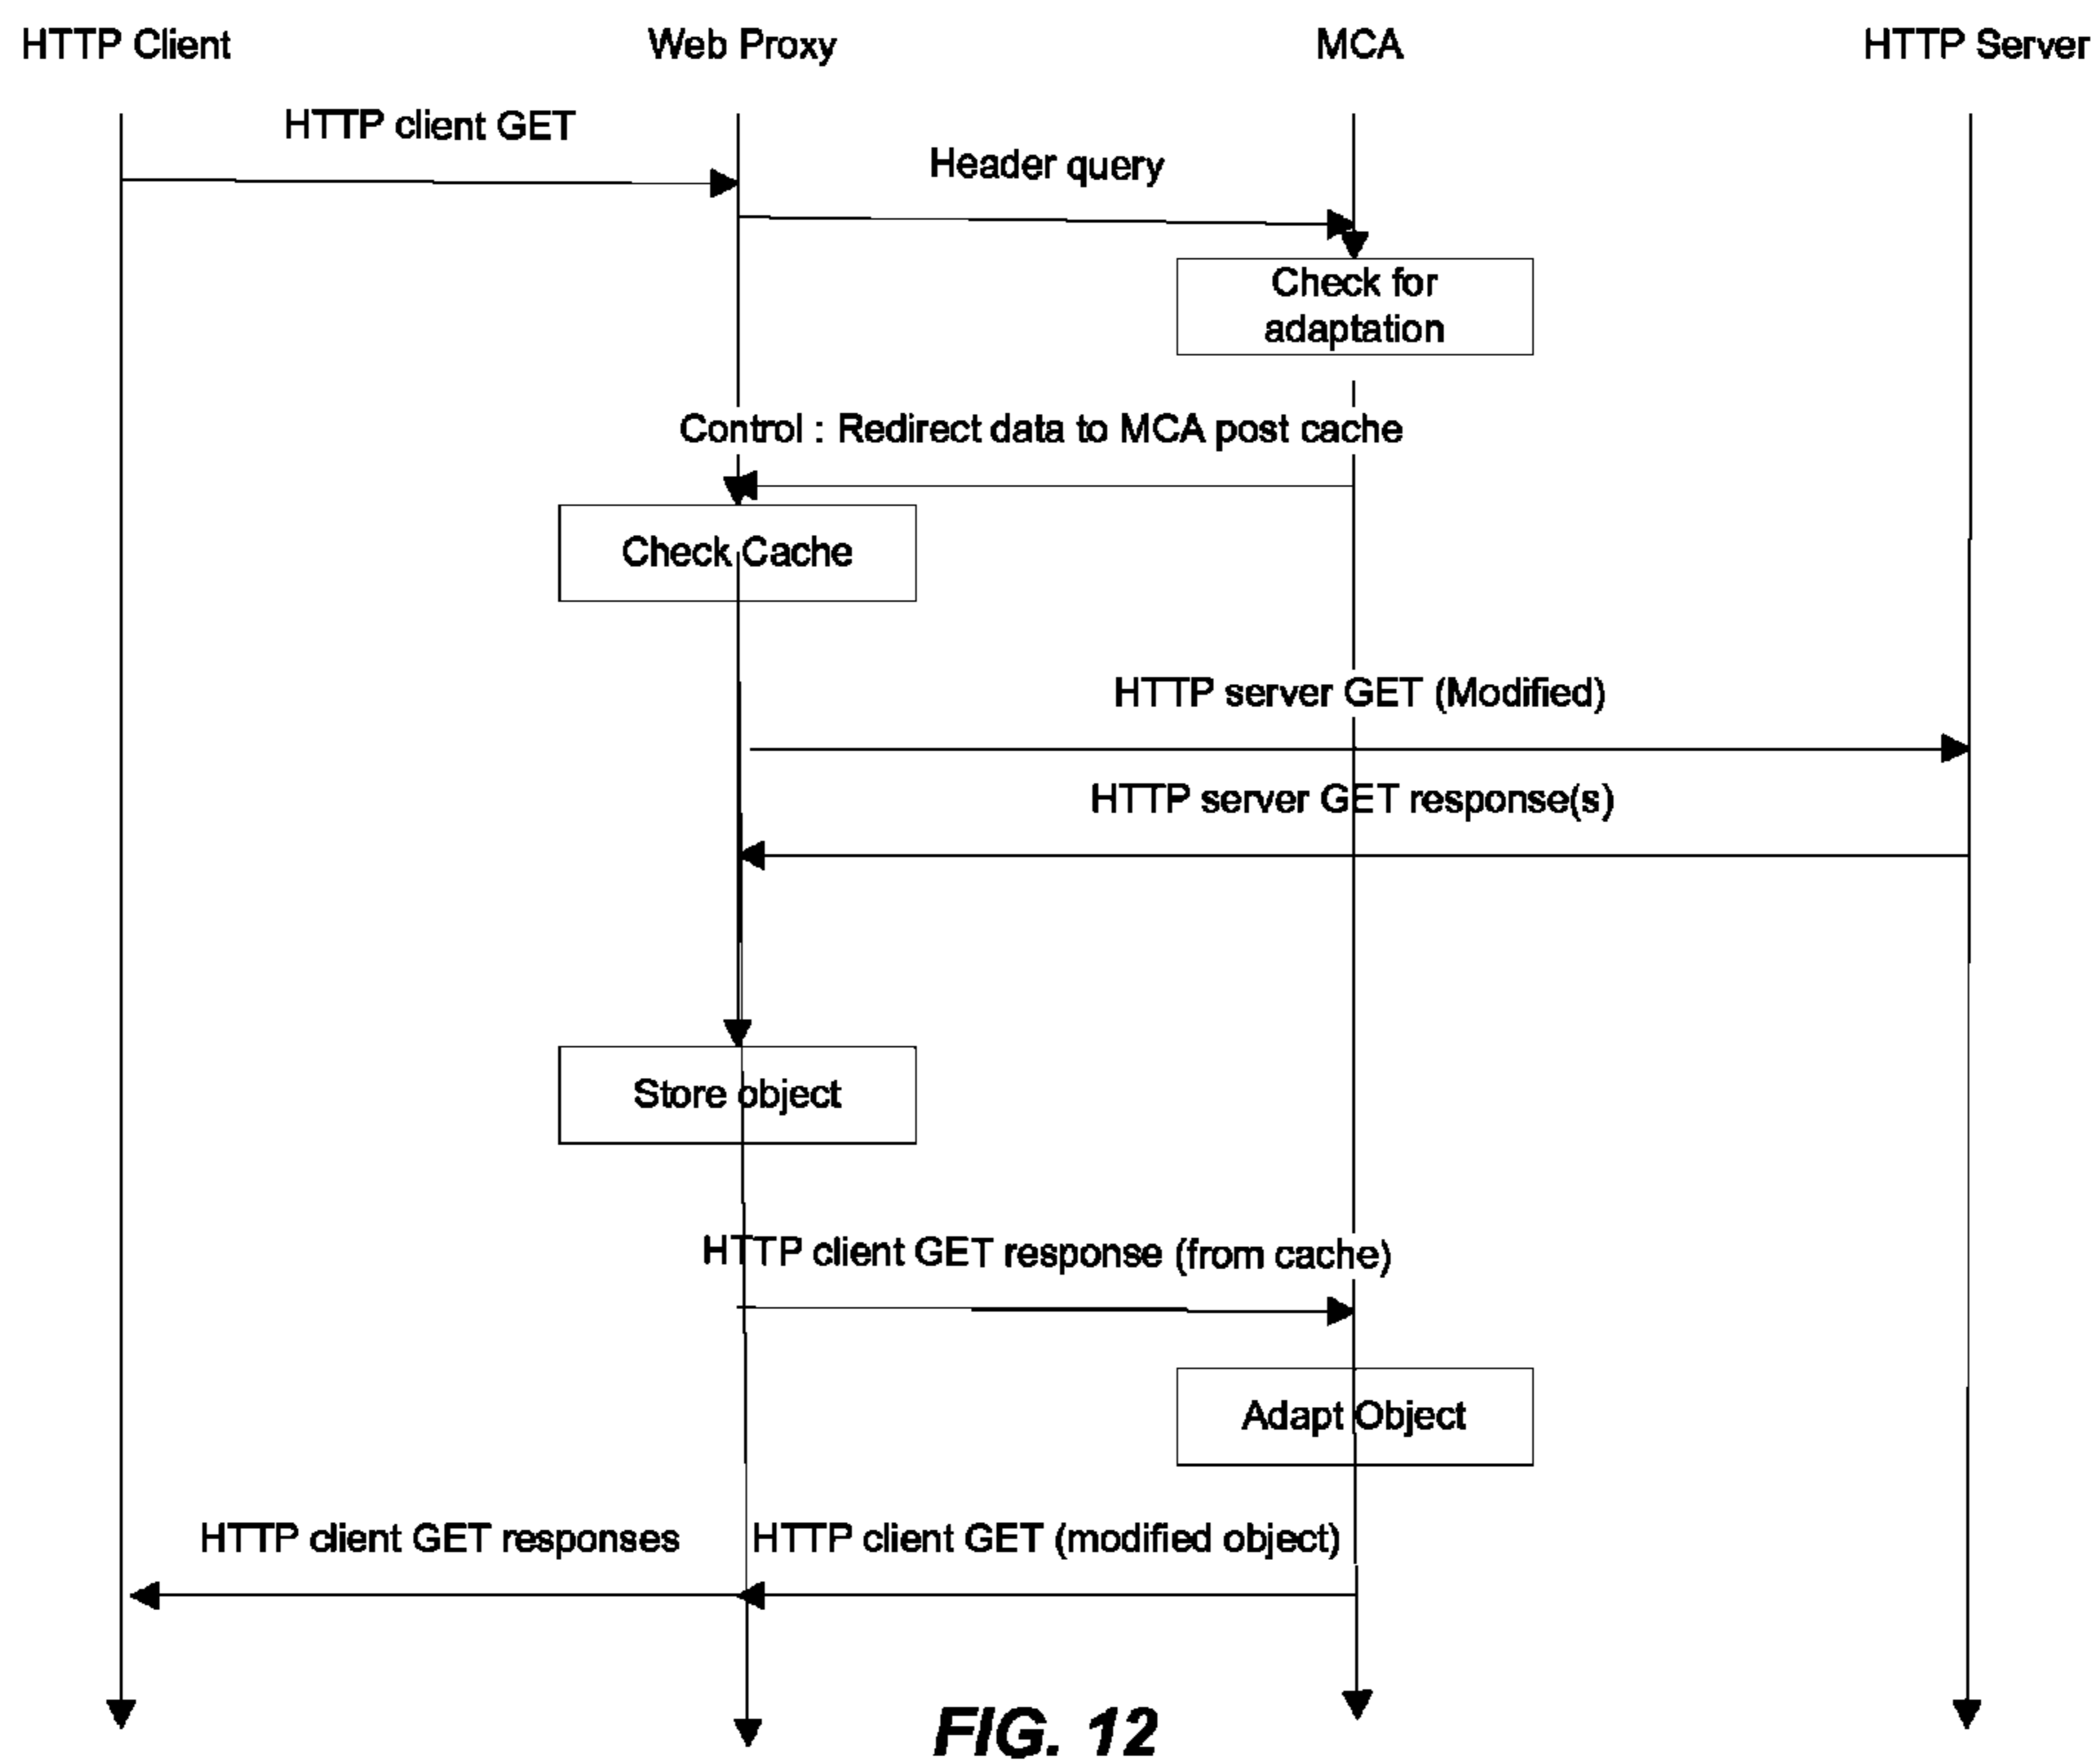 HTTP Client
Web Proxy
MCA
HTTP Server
HTTP client GET
Header query
Check for
adaptation
Control : Redirect data to MCA post cache
Check Cache
HTTP server GET (Modified)
HTTP server GET response(s)
Store object
HTTP client GET response (from cache)
Adapt Object
HTTP client GET responses
HTTP client GET (modified object)
FIG. 12